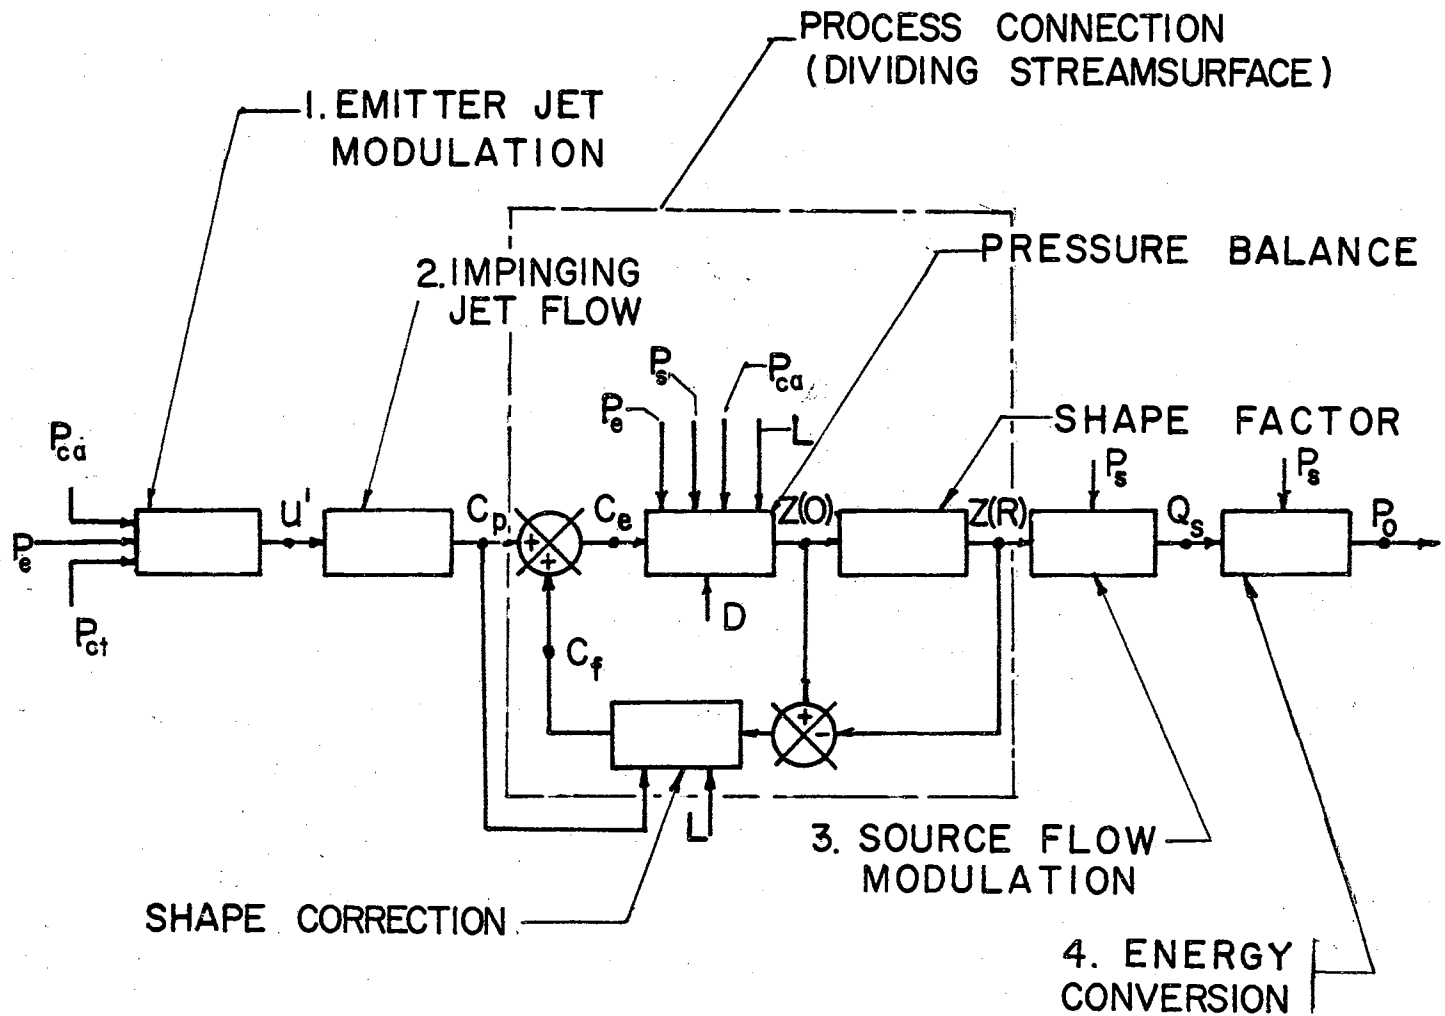 PROCESS CONNECTION
(DIVIDING STREAMSURFACE)
1. EMITTER JET
MODULATION
PRESSURE BALANCE
2. IMPINGING
JET FLOW
Ps
Pca
Pe
L
SHAPE FACTOR
Pca
Ps
Ps
u'
Cp
Ce
Z(O)
Z(R)
Qs
Po
Pe
+
+
D
Pct
Cf
+
-
L
3. SOURCE FLOW
MODULATION
SHAPE CORRECTION
4. ENERGY
CONVERSION